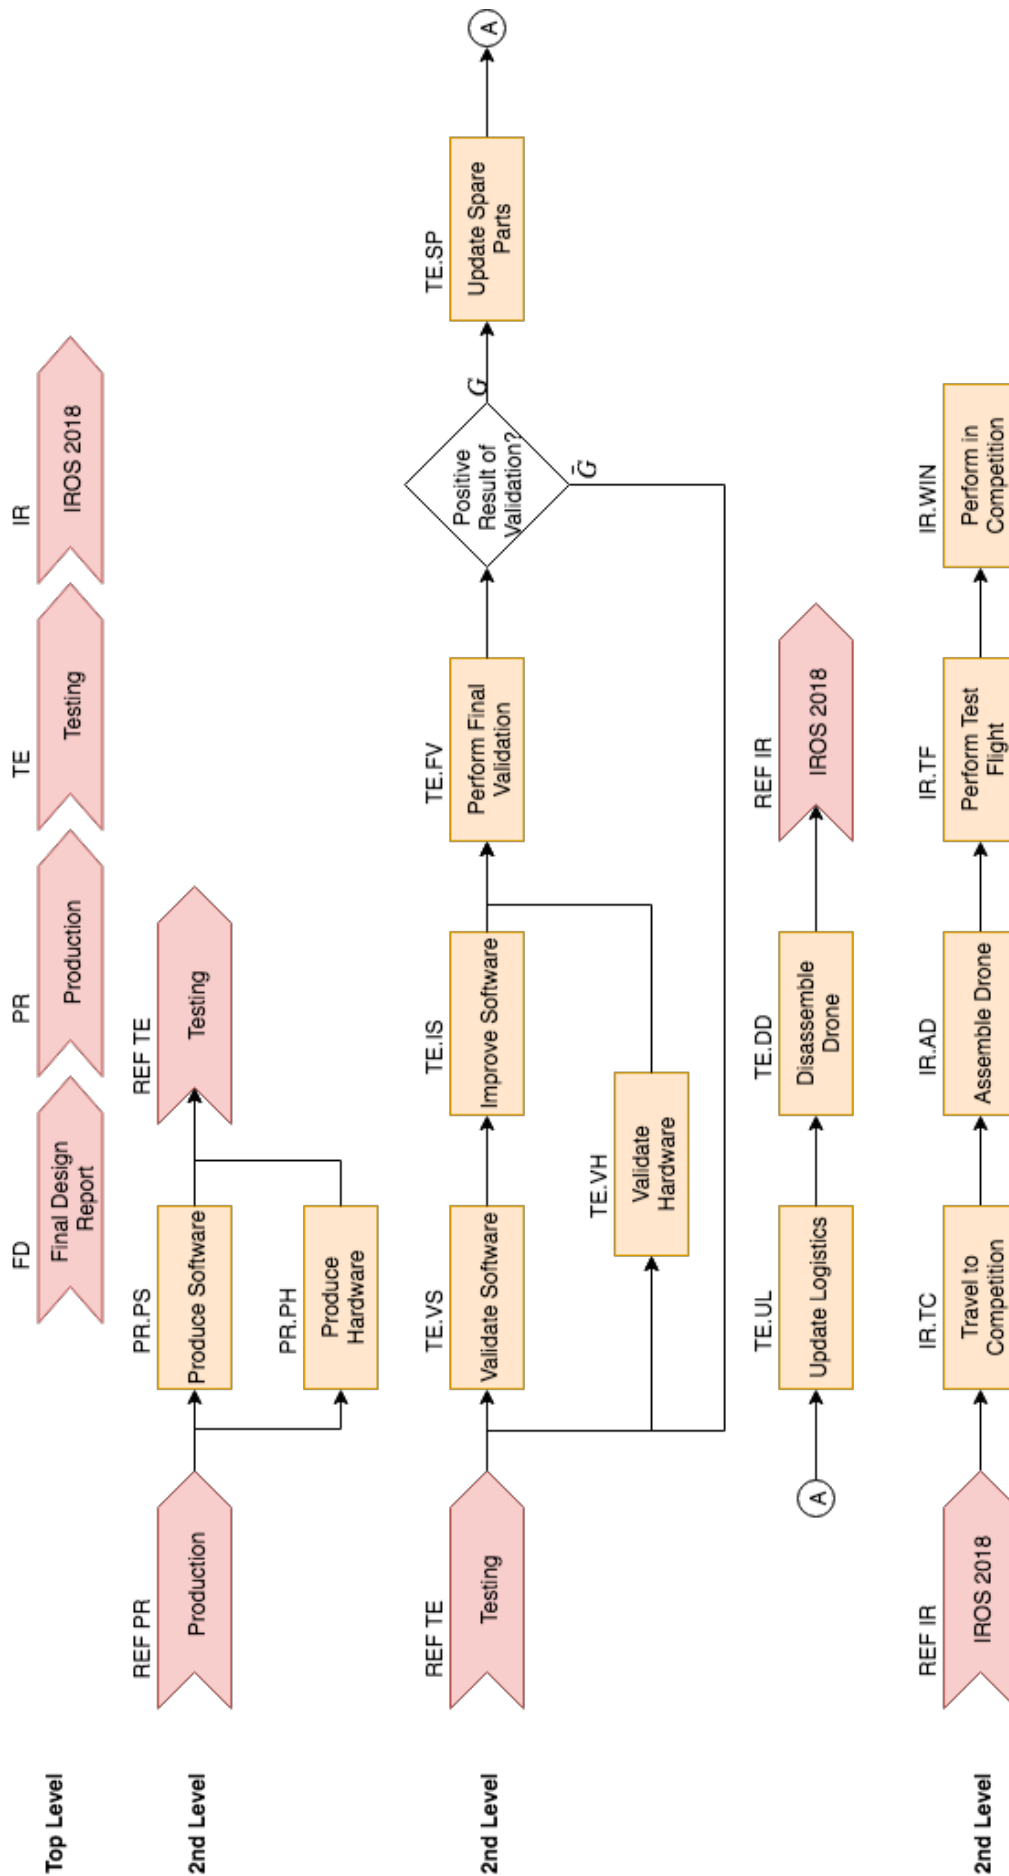 Top Level
FD
Final Design
Report
PR
Production
TE
Testing
IR
IROS 2018
2nd Level
REF PR
Production
PR.PS
Produce Software
PR.PH
Produce
Hardware
REF TE
Testing
2nd Level
REF TE
Testing
TE.VS
Validate Software
TE.IS
Improve Software
TE.VH
Validate
Hardware
TE.FV
Perform Final
Validation
Positive
Result of
Validation?
G
Ḡ
TE.SP
Update Spare
Parts
A
A
TE.UL
Update Logistics
TE.DD
Disassemble
Drone
REF IR
IROS 2018
2nd Level
REF IR
IROS 2018
IR.TC
Travel to
Competition
IR.AD
Assemble Drone
IR.TF
Perform Test
Flight
IR.WIN
Perform in
Competition